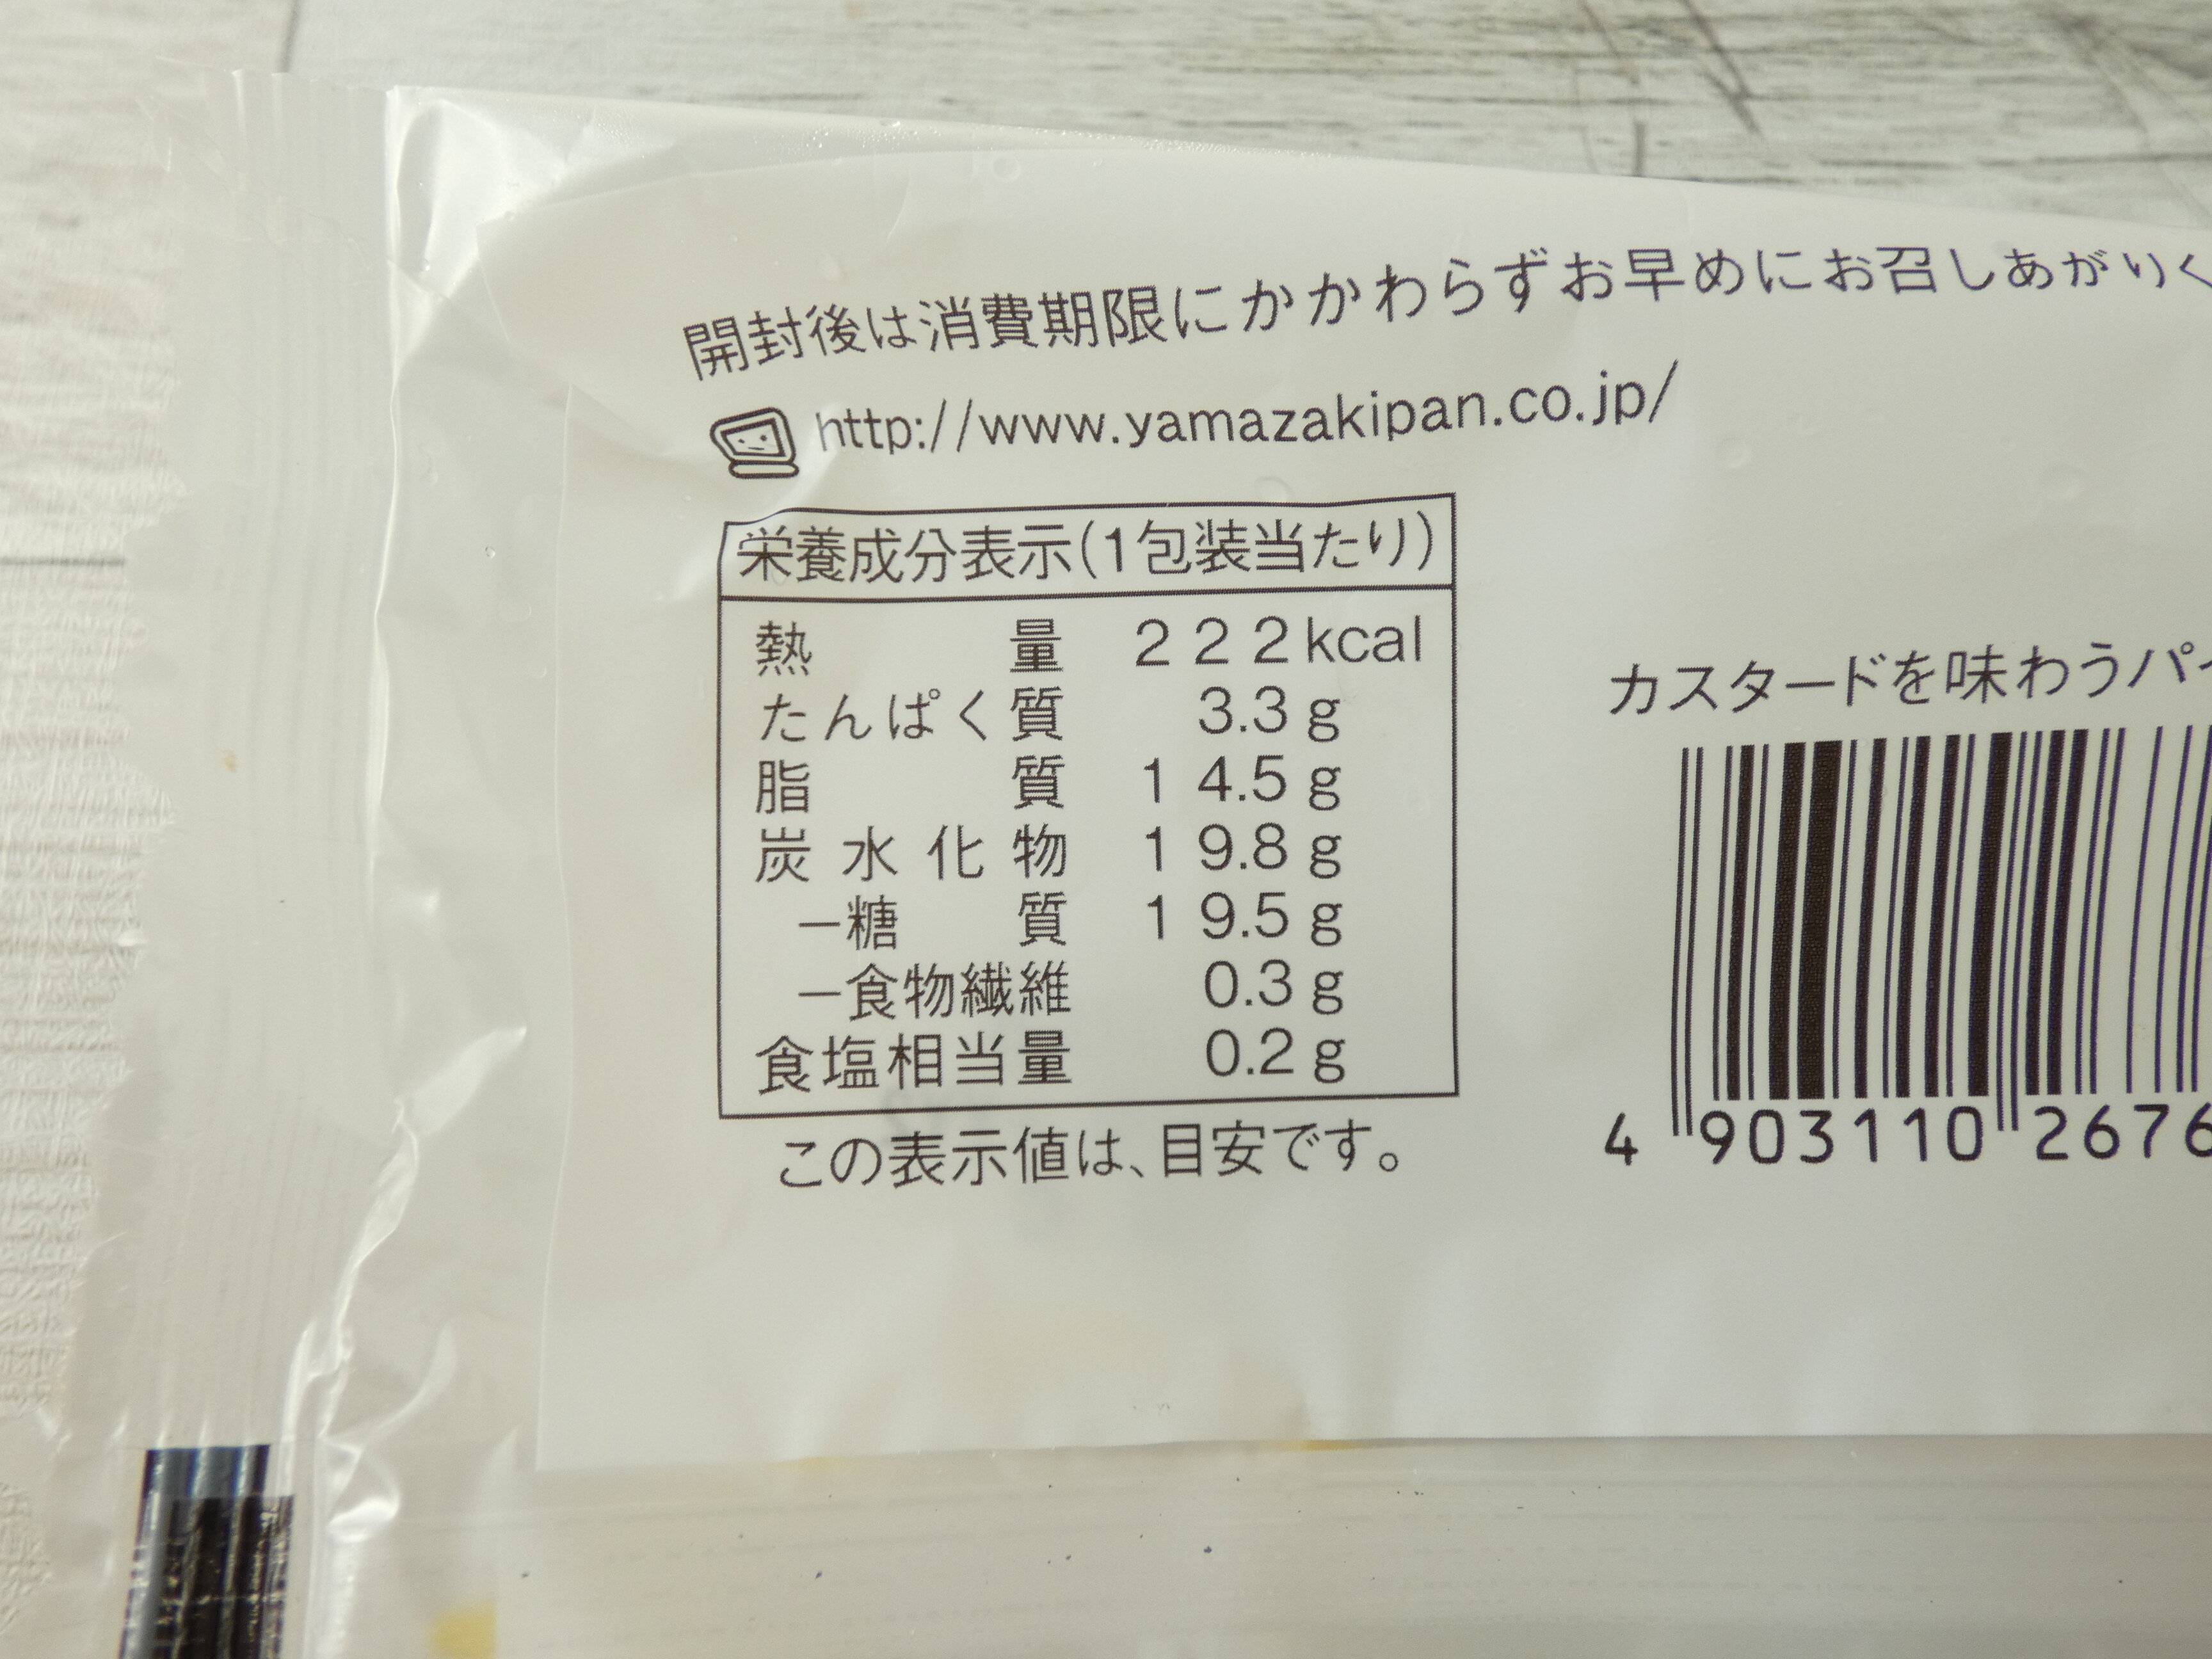 開封後は消費期限にかかわらずお早めにお召しあがりく
http://www.yamazakipan.co.jp/
栄養成分表示(1包装当たり)
熱量 222kcal
たんぱく質 3.3g
脂質 14.5g
炭水化物 19.8g
−糖質 19.5g
−食物繊維 0.3g
食塩相当量 0.2g
この表示値は、目安です。
カスタードを味わうパイ
4 903110 2676